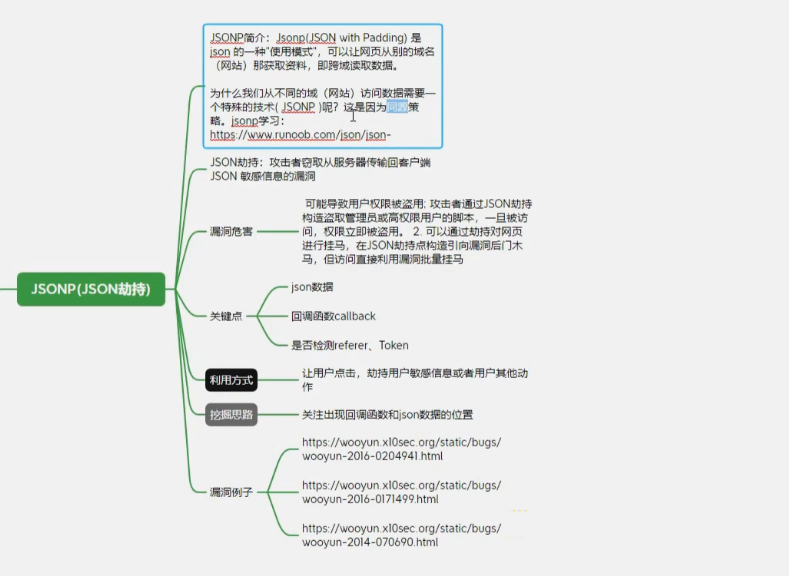 JSONP简介：Jsonp(JSON with Padding) 是
json 的一种"使用模式"，可以让网页从别的域名
（网站）那获取资料，即跨域读取数据。
为什么我们从不同的域（网站）访问数据需要一
个特殊的技术( JSONP )呢？这是因为同源策
略。jsonp学习：
https://www.runoob.com/json/json-
JSON劫持：攻击者窃取从服务器传输回客户端
JSON 敏感信息的漏洞
漏洞危害
可能导致用户权限被盗用; 攻击者通过JSON劫持
构造盗取管理员或高权限用户的脚本，一旦被访
问，权限立即被盗用。 2. 可以通过劫持对网页
进行挂马，在JSON劫持点构造引向漏洞后门木
马，但访问直接利用漏洞批量挂马
JSONP(JSON劫持)
关键点
json数据
回调函数callback
是否检测referer、Token
利用方式
让用户点击，劫持用户敏感信息或者用户其他动
作
挖掘思路
关注出现回调函数和json数据的位置
漏洞例子
https://wooyun.x10sec.org/static/bugs/
wooyun-2016-0204941.html
https://wooyun.x10sec.org/static/bugs/
wooyun-2016-0171499.html
https://wooyun.x10sec.org/static/bugs/
wooyun-2014-070690.html